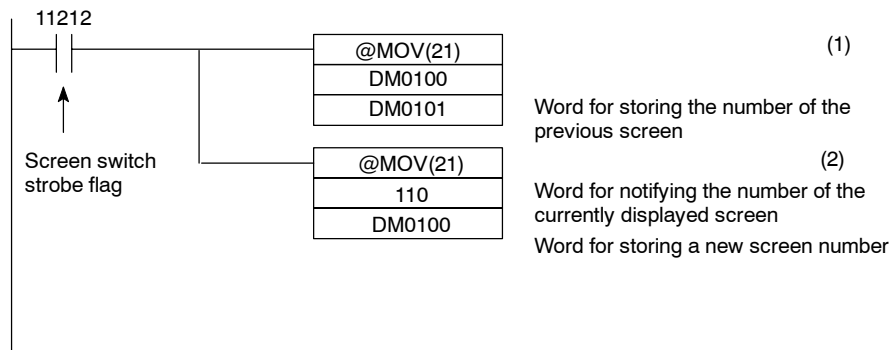 11212
@MOV(21)
(1)
DM0100
DM0101
Word for storing the number of the
previous screen
Screen switch
strobe flag
@MOV(21)
(2)
110
Word for notifying the number of the
currently displayed screen
DM0100
Word for storing a new screen number